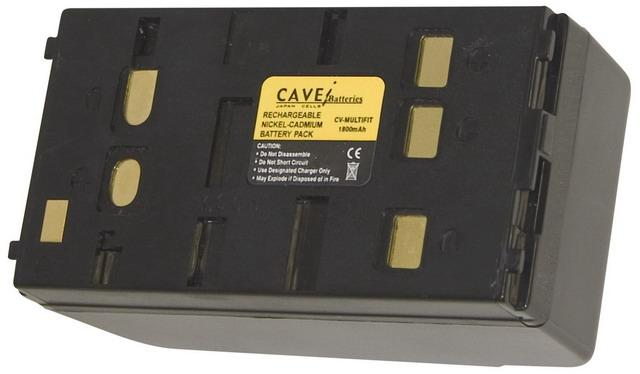 CAVEi Batteries
JAPAN CELLS
RECHARGEABLE
NICKEL-CADMIUM
BATTERY PACK
CV-MULTIFIT
1800mAh
CAUTION:
• Do Not Disassemble
• Do Not Short Circuit
• Use Designated Charger Only
• May Explode if Disposed of in Fire
CE